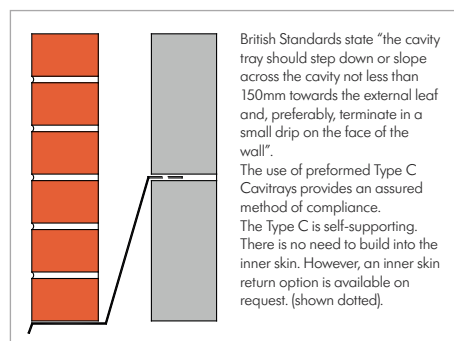 British Standards state “the cavity
tray should step down or slope
across the cavity not less than
150mm towards the external leaf
and, preferably, terminate in a
small drip on the face of the
wall”.
The use of preformed Type C
Cavitrays provides an assured
method of compliance.
The Type C is self-supporting.
There is no need to build into the
inner skin. However, an inner skin
return option is available on
request. (shown dotted).